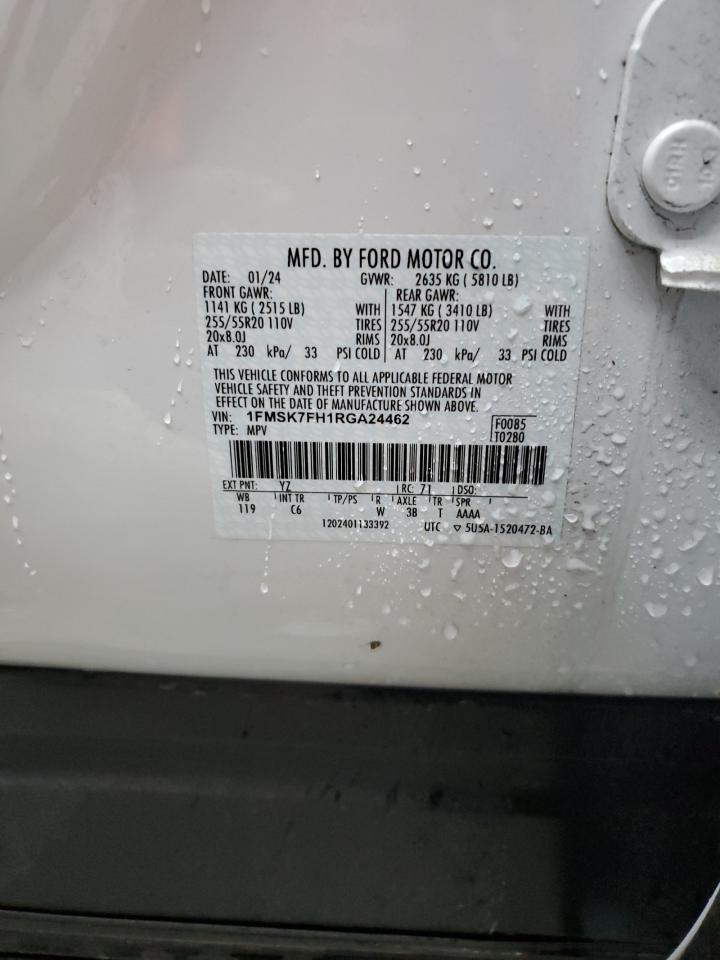 MFD. BY FORD MOTOR CO.
DATE: 01/24 GVWR: 2635 KG ( 5810 LB)
FRONT GAWR: REAR GAWR:
1141 KG ( 2515 LB) WITH 1547 KG ( 3410 LB) WITH
255/55R20 110V TIRES 255/55R20 110V TIRES
20x8.0J RIMS 20x8.0J RIMS
AT 230 kPa/ 33 PSI COLD AT 230 kPa/ 33 PSI COLD
THIS VEHICLE CONFORMS TO ALL APPLICABLE FEDERAL MOTOR
VEHICLE SAFETY AND THEFT PREVENTION STANDARDS IN
EFFECT ON THE DATE OF MANUFACTURE SHOWN ABOVE.
VIN: 1FMSK7FH1RGA24462 F0085
TYPE: MPV T0280
EXT PNT: YZ RC: 71 DSO:
WB INT TR TP/PS R AXLE TR SPR
119 C6 W 3B T AAAA
1202401133392 UTC ▽ 5U5A-1520472-BA